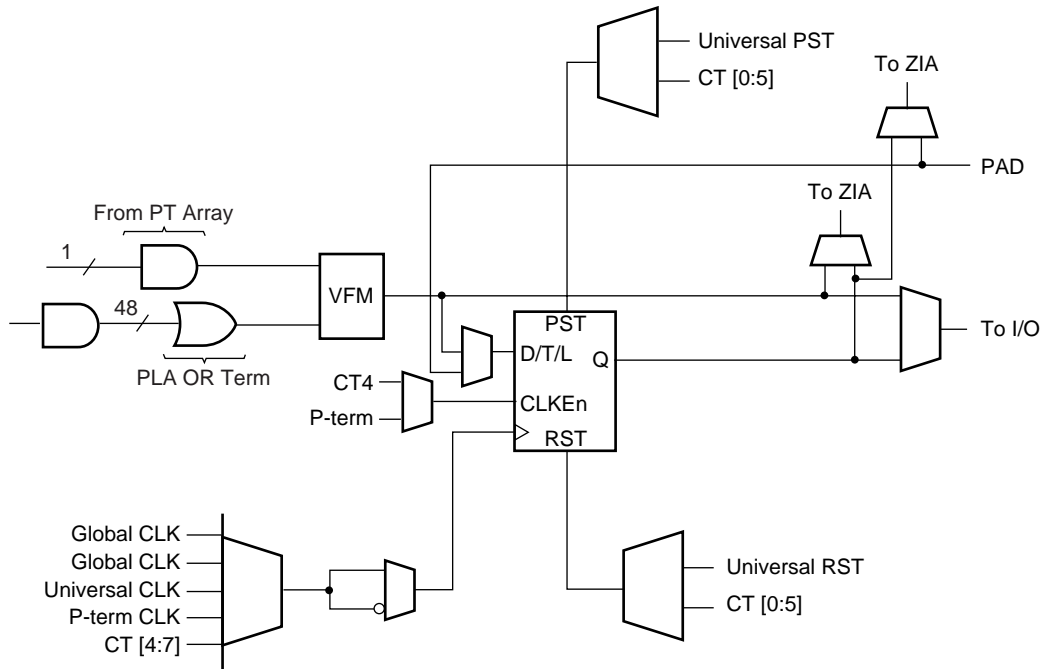 Universal PST
CT [0:5]
To ZIA
PAD
To ZIA
From PT Array
1
VFM
48
PLA OR Term
PST
D/T/L
Q
CLKEn
RST
To I/O
CT4
P-term
Global CLK
Global CLK
Universal CLK
P-term CLK
CT [4:7]
Universal RST
CT [0:5]